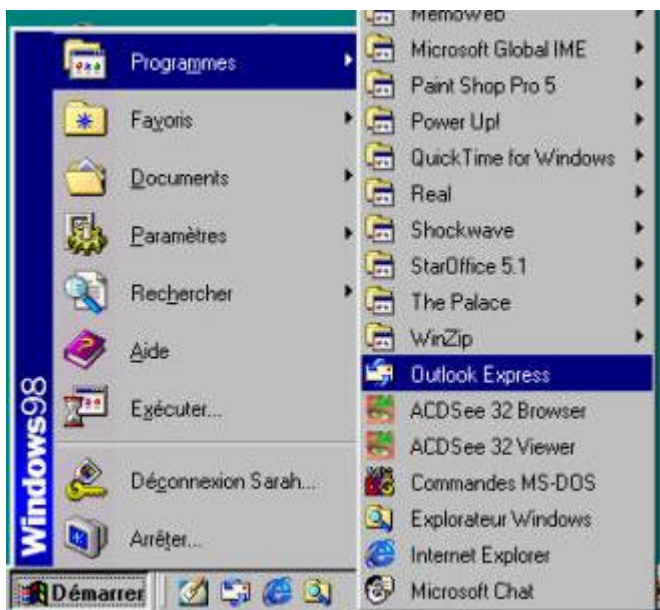 Windows98
Programmes
Favoris
Documents
Paramètres
Rechercher
Aide
Exécuter...
Déconnexion Sarah...
Arrêter...
Démarrer
MemoWeb
Microsoft Global IME
Paint Shop Pro 5
Power Up!
QuickTime for Windows
Real
Shockwave
StarOffice 5.1
The Palace
WinZip
Outlook Express
ACDSee 32 Browser
ACDSee 32 Viewer
Commandes MS-DOS
Explorateur Windows
Internet Explorer
Microsoft Chat